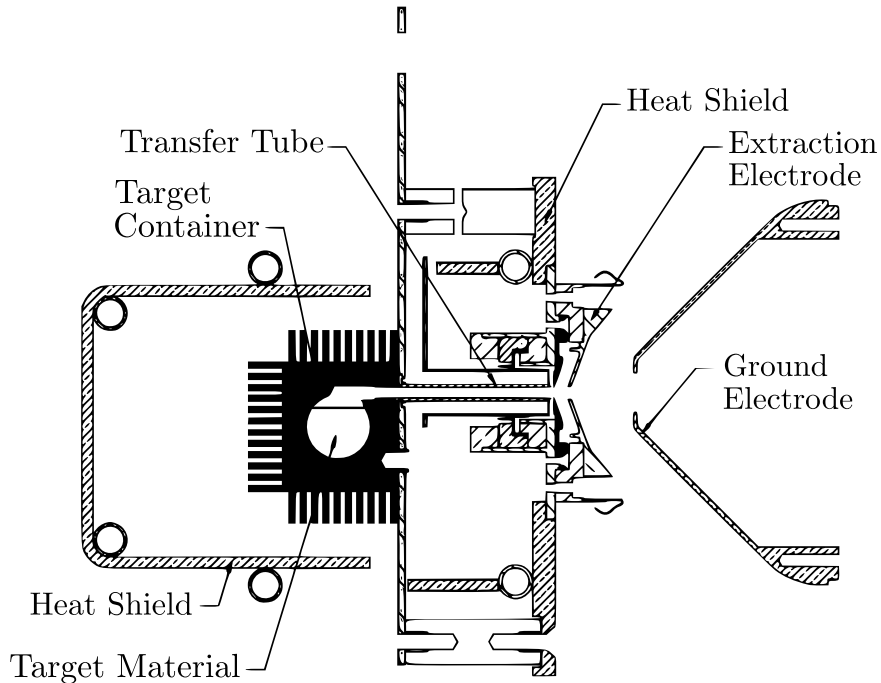 Heat Shield
Transfer Tube
Extraction
Electrode
Target
Container
Ground
Electrode
Heat Shield
Target Material